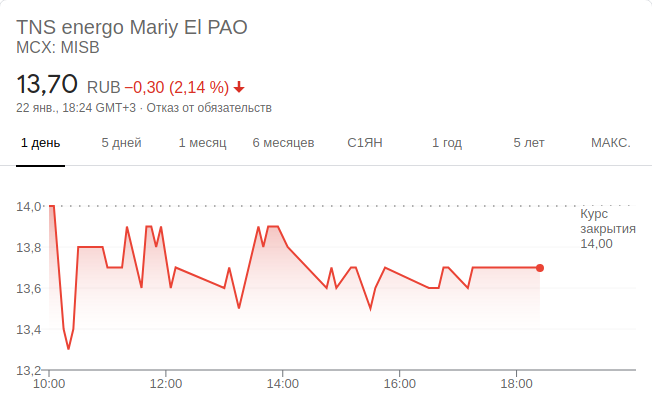 TNS energo Mariy El PAO
MCX: MISB
13,70 RUB −0,30 (2,14 %)
22 янв., 18:24 GMT+3 · Отказ от обязательств
1 день 5 дней 1 месяц 6 месяцев С1ЯН 1 год 5 лет МАКС.
14,0
Курс
закрытия
14,00
13,8
13,6
13,4
13,2
10:00 12:00 14:00 16:00 18:00